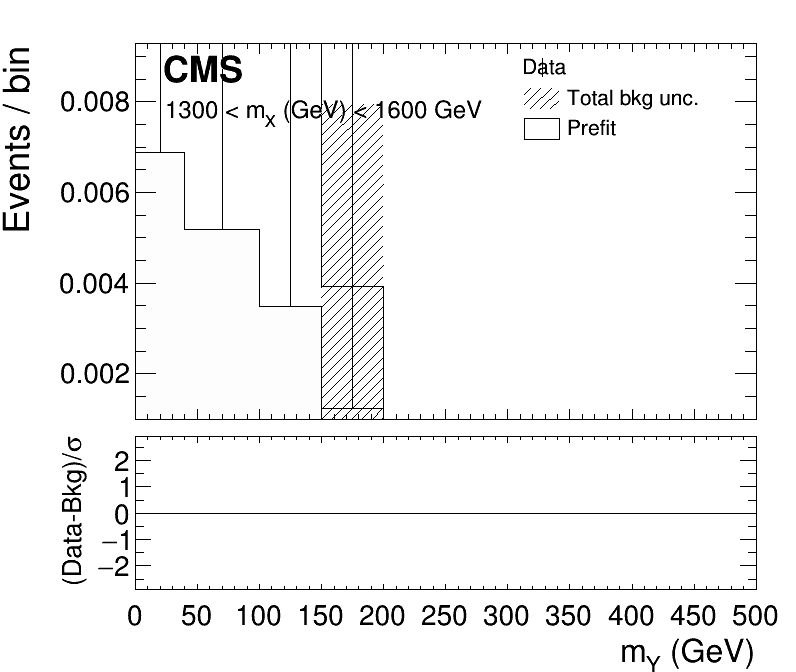 CMS
1300 < mX (GeV) < 1600 GeV
Data
Total bkg unc.
Prefit
Events / bin
0.008
0.006
0.004
0.002
(Data-Bkg)/σ
2
1
0
−1
−2
0 50 100 150 200 250 300 350 400 450 500
mY (GeV)